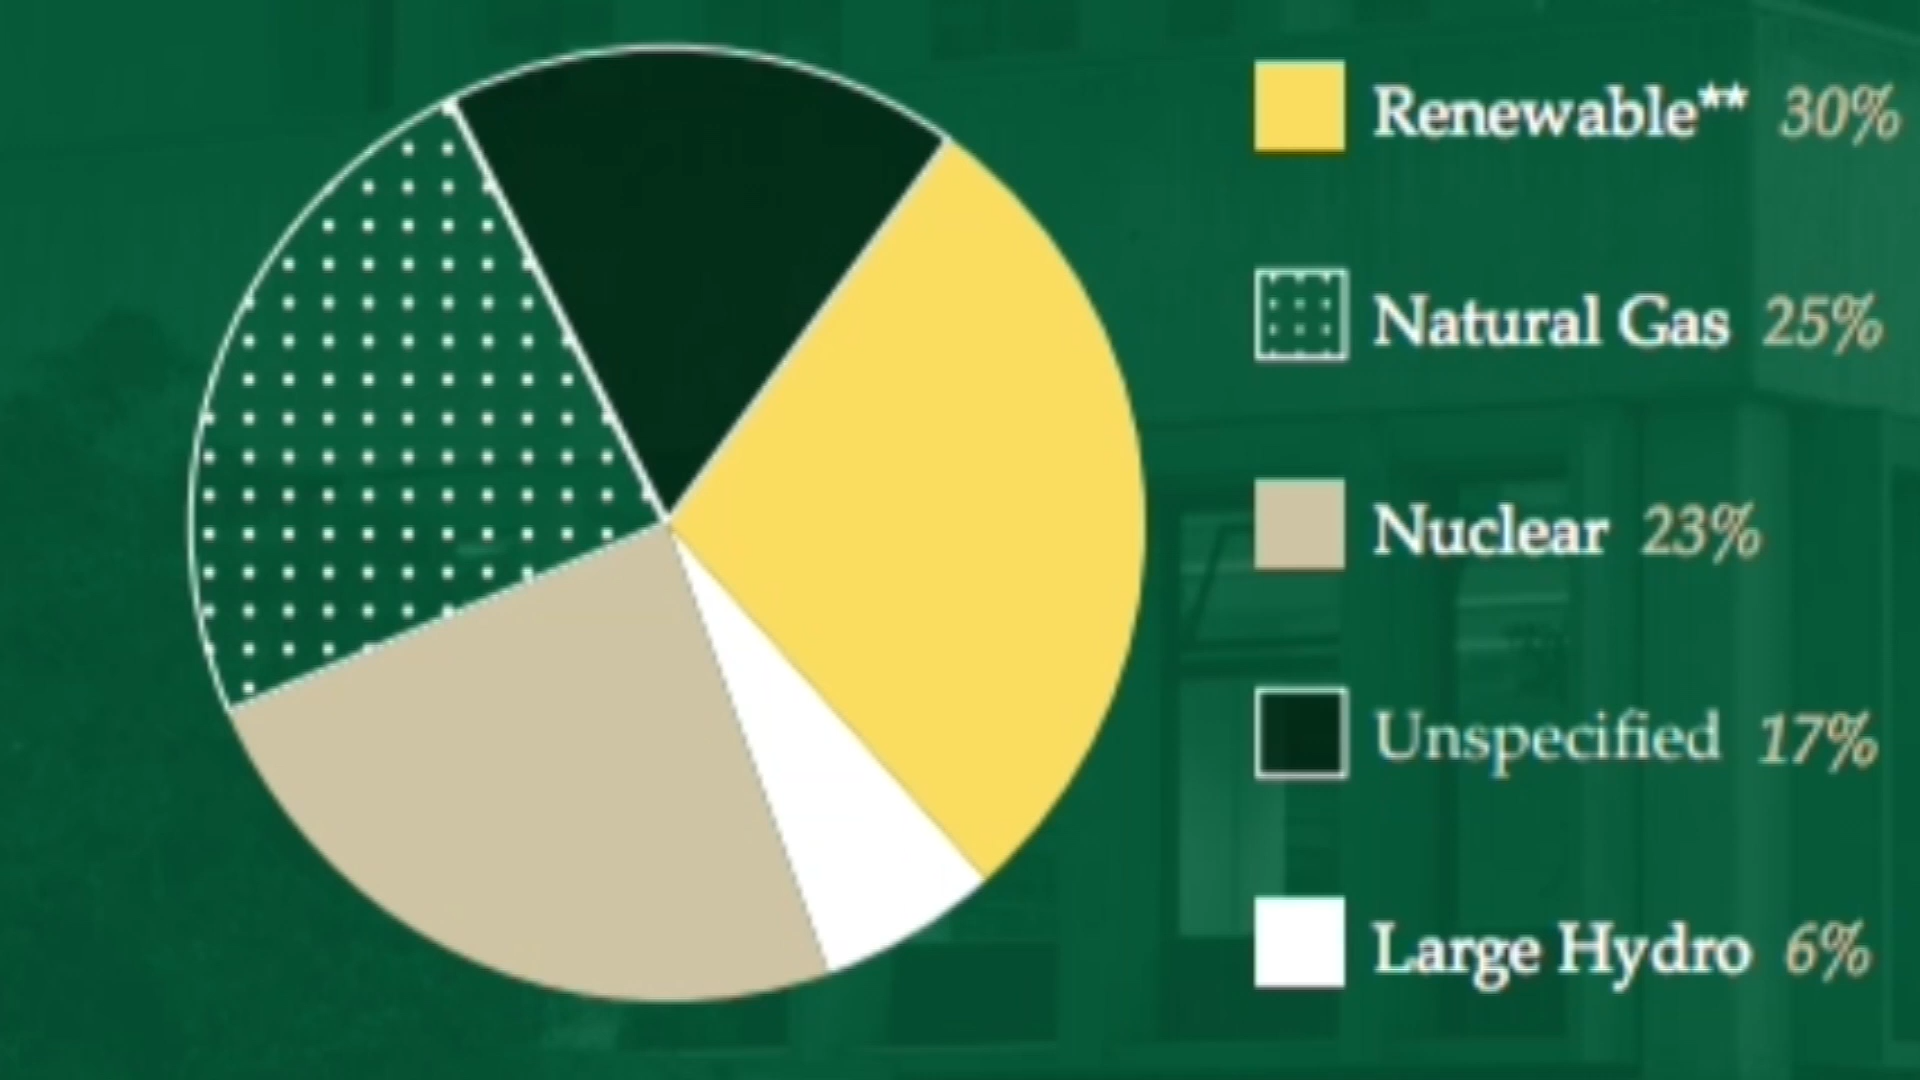 Renewable** 30%
Natural Gas 25%
Nuclear 23%
Unspecified 17%
Large Hydro 6%